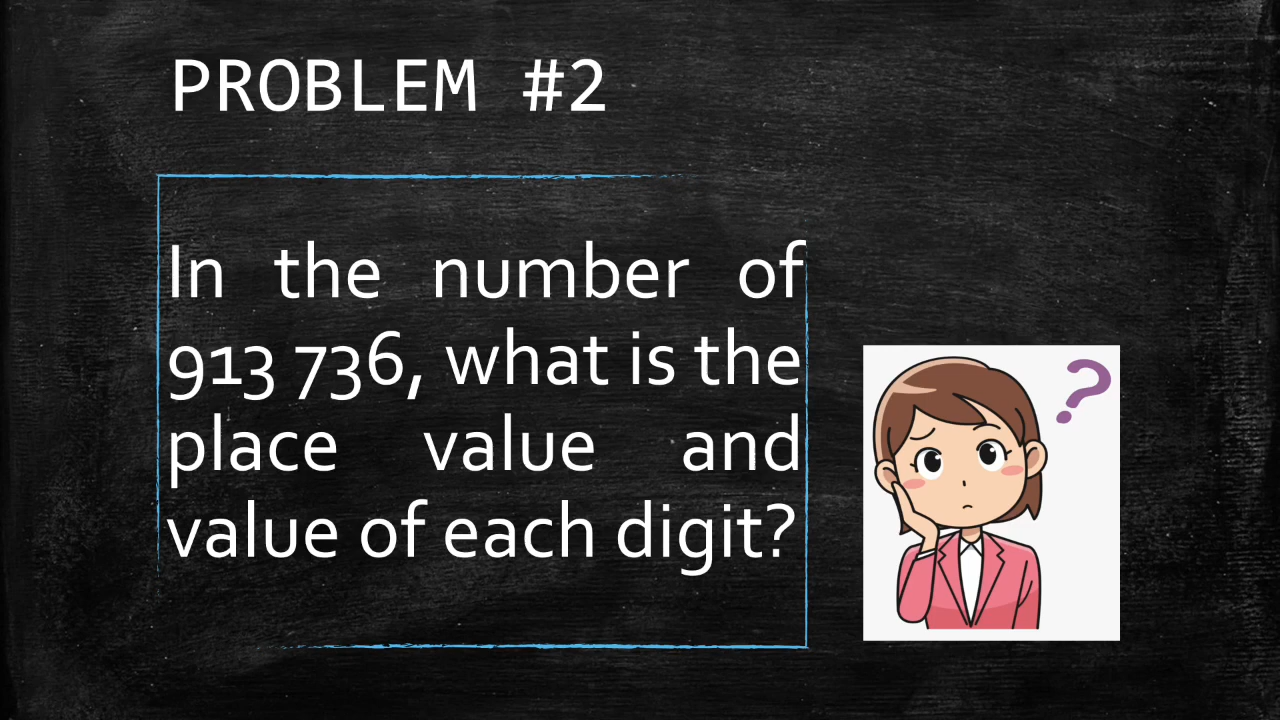 PROBLEM #2
In the number of
913 736, what is the
place value and
value of each digit?
?